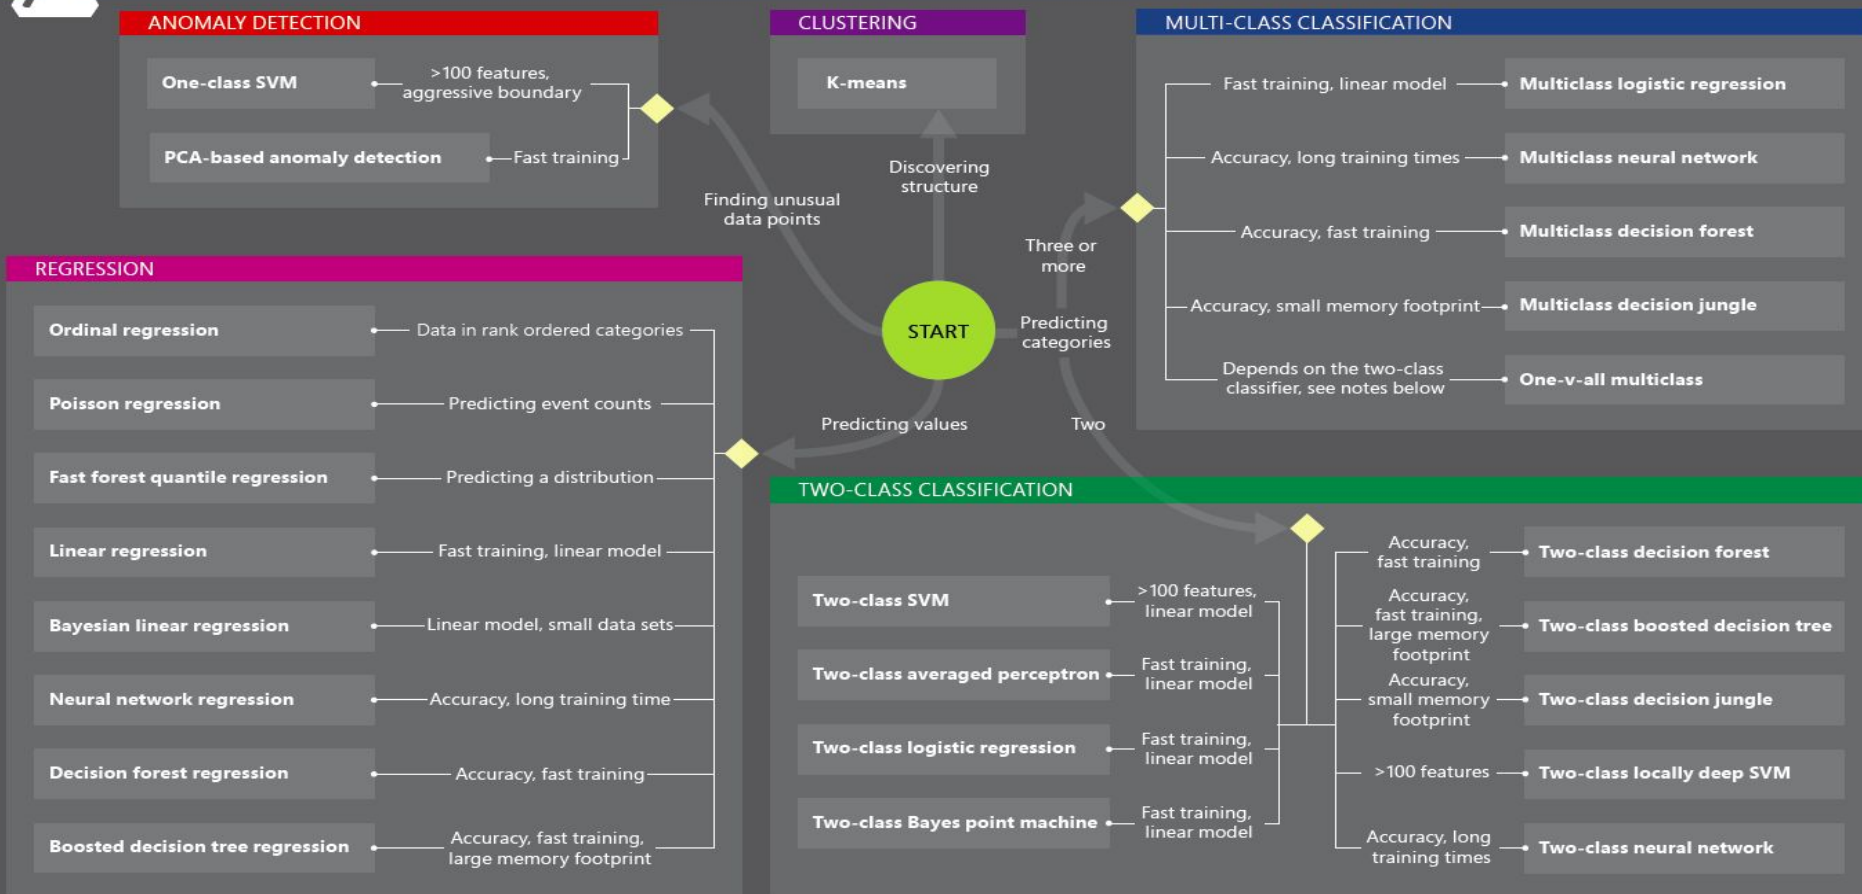 ANOMALY DETECTION
One-class SVM
>100 features,
aggressive boundary
PCA-based anomaly detection
Fast training
CLUSTERING
K-means
MULTI-CLASS CLASSIFICATION
Fast training, linear model
Multiclass logistic regression
Accuracy, long training times
Multiclass neural network
Accuracy, fast training
Multiclass decision forest
Accuracy, small memory footprint
Multiclass decision jungle
Depends on the two-class
classifier, see notes below
One-v-all multiclass
Finding unusual
data points
Discovering
structure
Three or
more
START
Predicting
categories
Predicting values
Two
REGRESSION
Ordinal regression
Data in rank ordered categories
Poisson regression
Predicting event counts
Fast forest quantile regression
Predicting a distribution
Linear regression
Fast training, linear model
Bayesian linear regression
Linear model, small data sets
Neural network regression
Accuracy, long training time
Decision forest regression
Accuracy, fast training
Boosted decision tree regression
Accuracy, fast training,
large memory footprint
TWO-CLASS CLASSIFICATION
Two-class SVM
>100 features,
linear model
Two-class averaged perceptron
Fast training,
linear model
Two-class logistic regression
Fast training,
linear model
Two-class Bayes point machine
Fast training,
linear model
Accuracy,
fast training
Two-class decision forest
Accuracy,
fast training,
large memory
footprint
Two-class boosted decision tree
Accuracy,
small memory
footprint
Two-class decision jungle
>100 features
Two-class locally deep SVM
Accuracy, long
training times
Two-class neural network